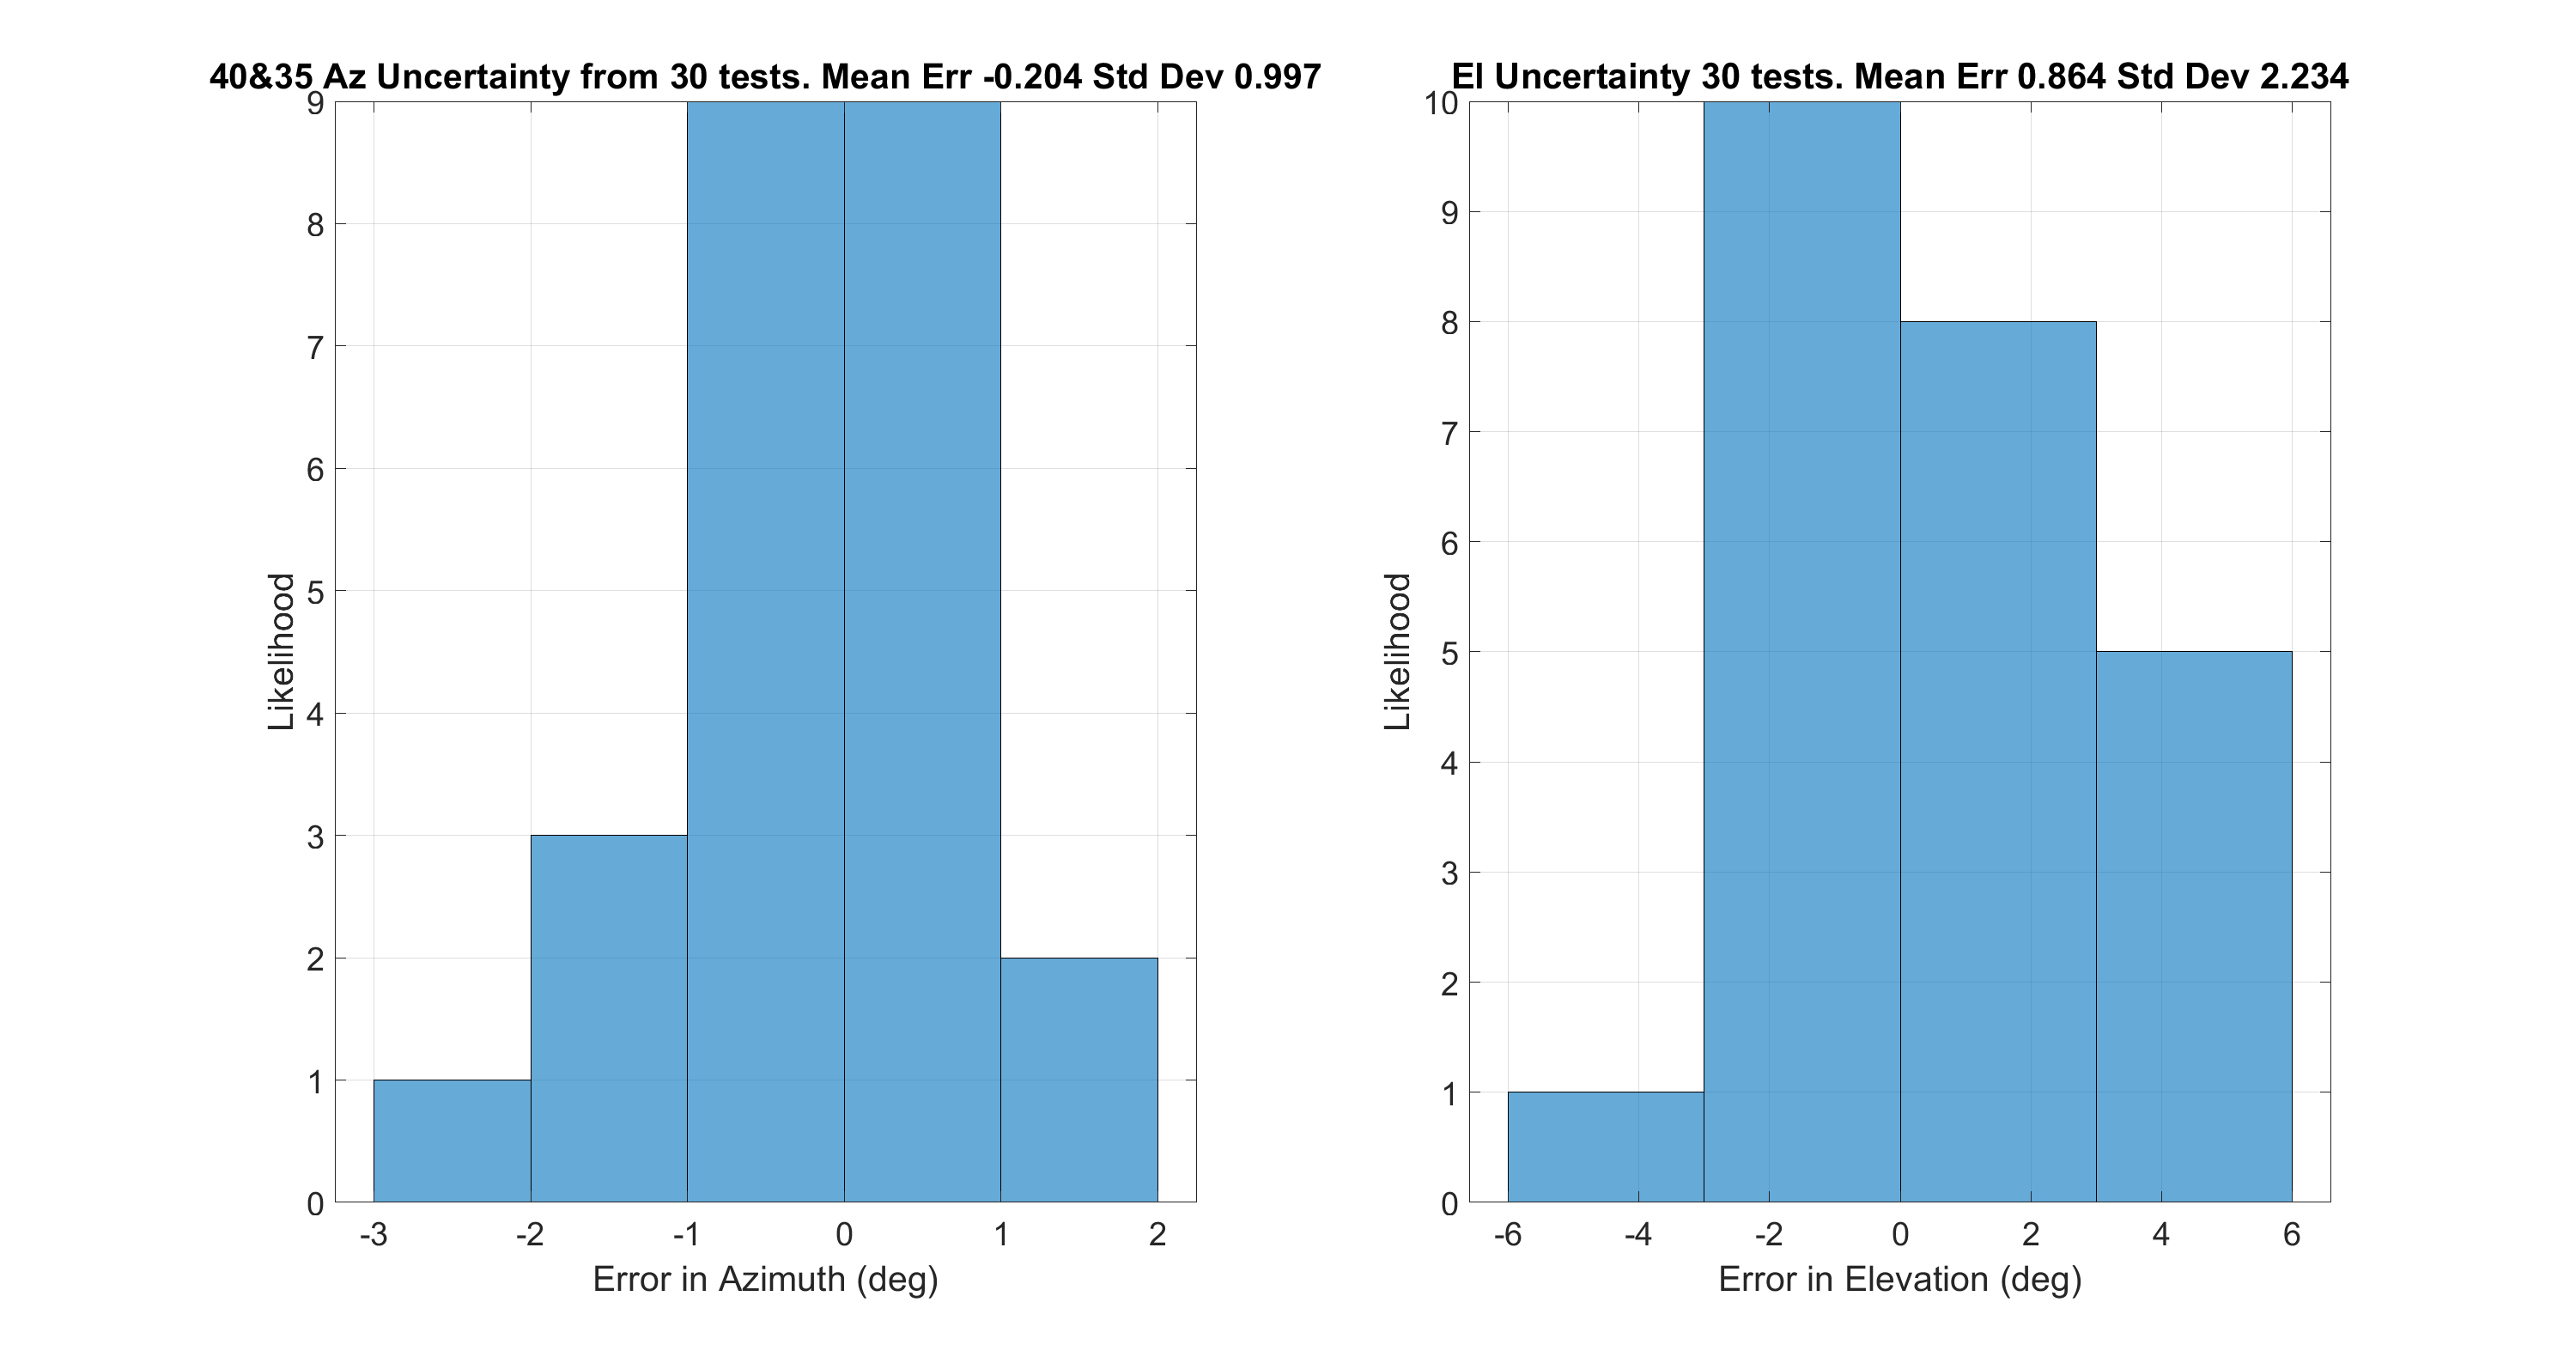 40&35 Az Uncertainty from 30 tests. Mean Err -0.204 Std Dev 0.997
9
8
7
6
5
4
3
2
1
0
Likelihood
-3 -2 -1 0 1 2
Error in Azimuth (deg)
El Uncertainty 30 tests. Mean Err 0.864 Std Dev 2.234
10
9
8
7
6
5
4
3
2
1
0
Likelihood
-6 -4 -2 0 2 4 6
Error in Elevation (deg)